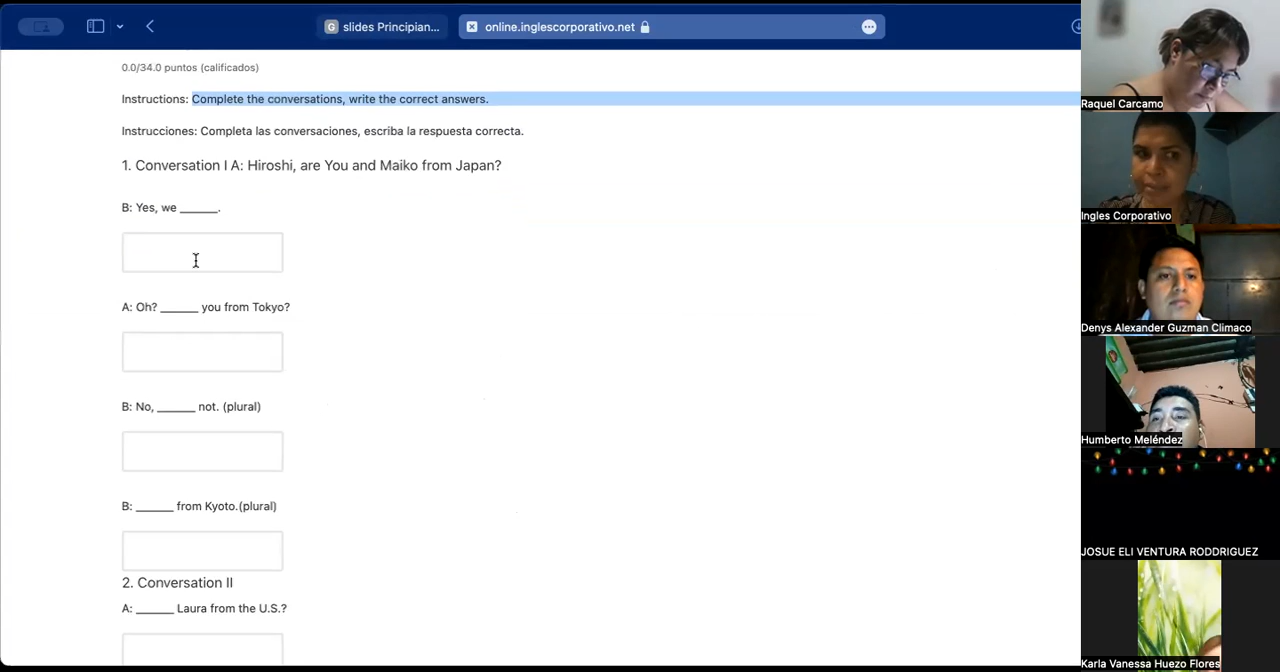 slides Principian...
online.inglescorporativo.net
0.0/34.0 puntos (calificados)
Instructions: Complete the conversations, write the correct answers.
Instrucciones: Completa las conversaciones, escriba la respuesta correcta.
1. Conversation I A: Hiroshi, are You and Maiko from Japan?
B: Yes, we ______.
A: Oh? ______ you from Tokyo?
B: No, ______ not. (plural)
B: ______ from Kyoto.(plural)
2. Conversation II
A: ______ Laura from the U.S.?
Raquel Carcamo
Ingles Corporativo
Denys Alexander Guzman Climaco
Humberto Meléndez
JOSUE ELI VENTURA RODDRIGUEZ
Karla Vanessa Huezo Flores